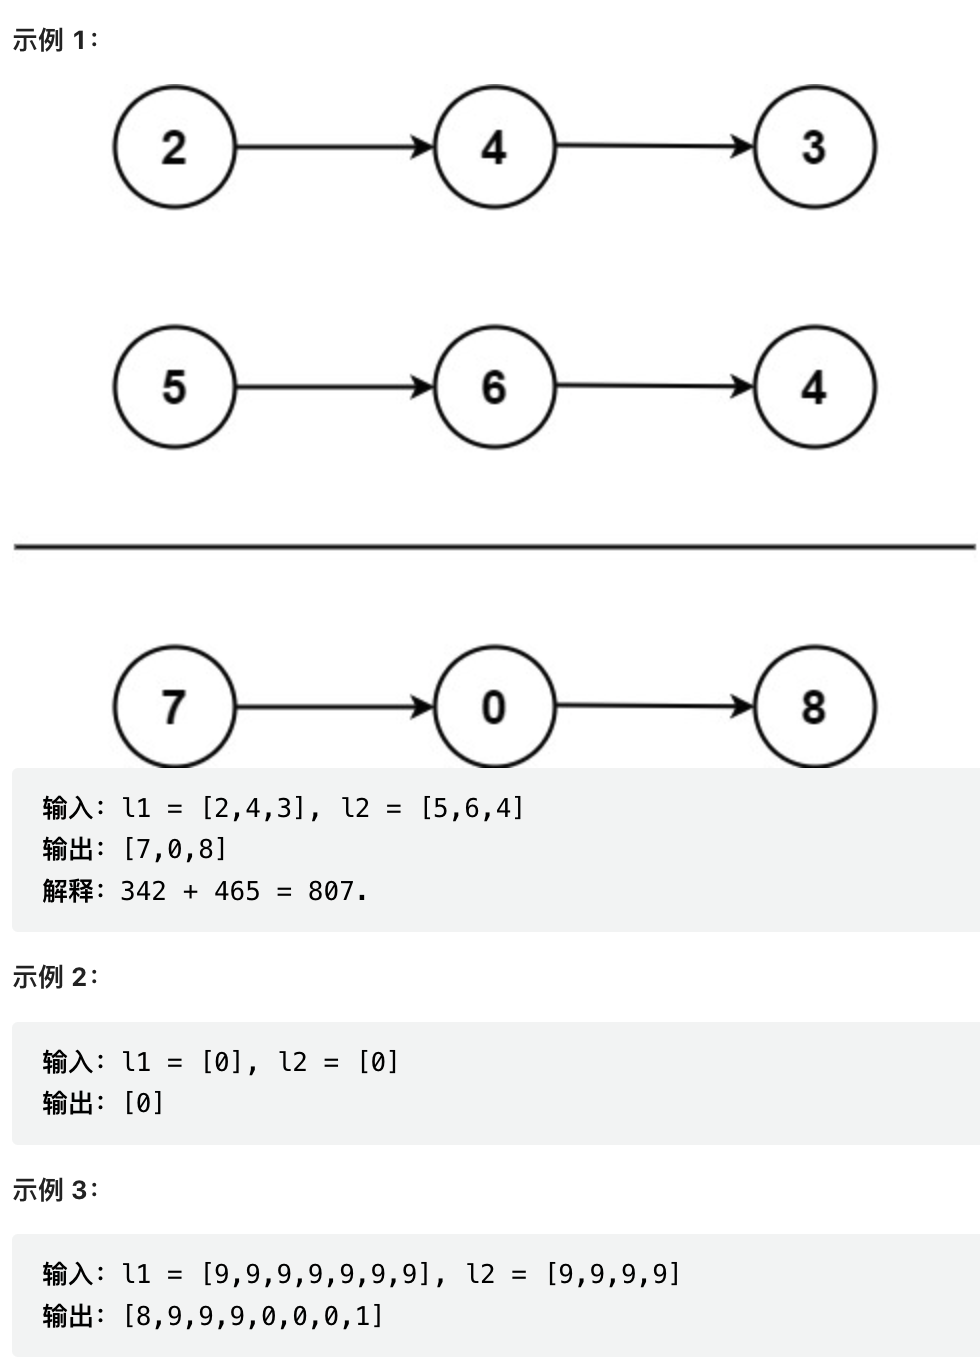 示例 1：
2 4 3
5 6 4
7 0 8
输入：l1 = [2,4,3], l2 = [5,6,4]
输出：[7,0,8]
解释：342 + 465 = 807.
示例 2：
输入：l1 = [0], l2 = [0]
输出：[0]
示例 3：
输入：l1 = [9,9,9,9,9,9,9], l2 = [9,9,9,9]
输出：[8,9,9,9,0,0,0,1]